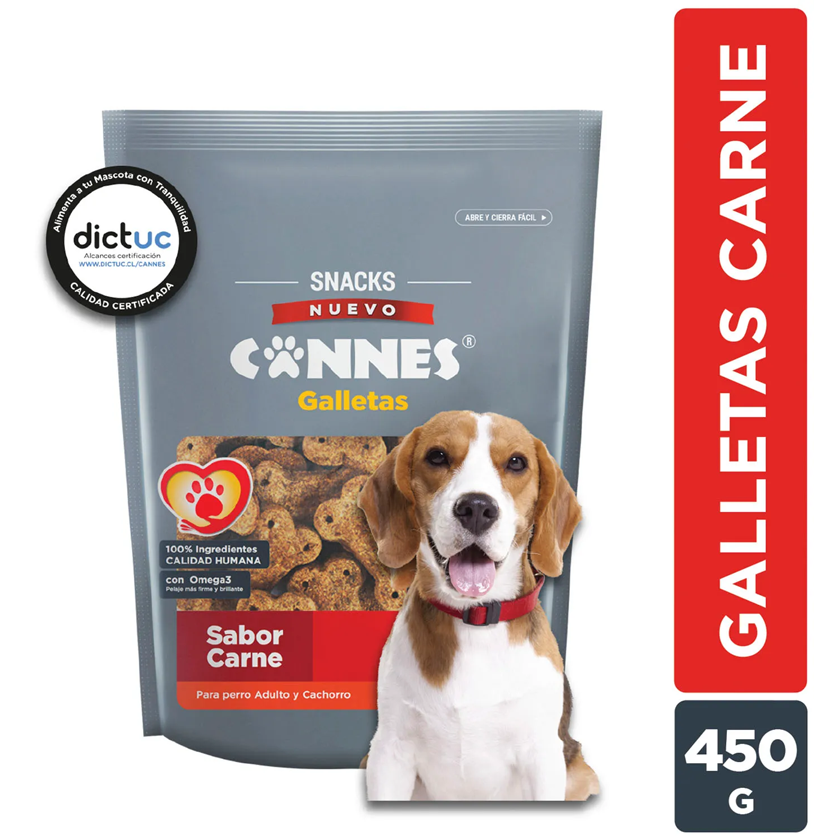 Alimenta a tu Mascota con Tranquilidad
dictuc
Alcances certificación
WWW.DICTUC.CL/CANNES
CALIDAD CERTIFICADA
ABRE Y CIERRA FÁCIL
SNACKS
NUEVO
CANNES®
Galletas
100% Ingredientes
CALIDAD HUMANA
con Omega3
Pelaje más firme y brillante
Sabor
Carne
Para perro Adulto y Cachorro
GALLETAS CARNE
450
G